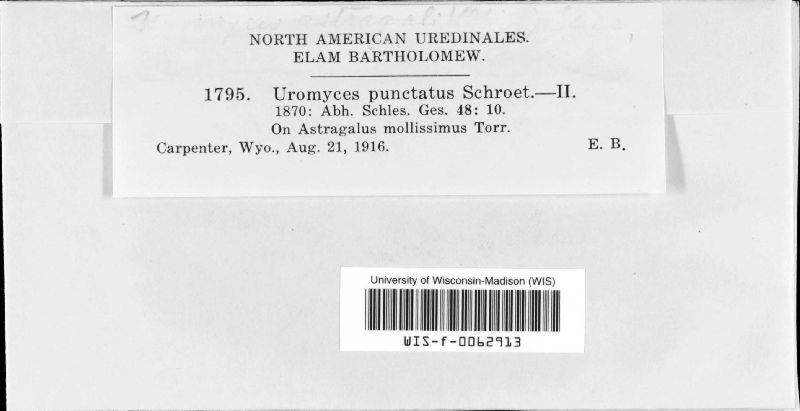 NORTH AMERICAN UREDINALES.
ELAM BARTHOLOMEW.
1795. Uromyces punctatus Schroet.—II.
1870: Abh. Schles. Ges. 48: 10.
On Astragalus mollissimus Torr.
Carpenter, Wyo., Aug. 21, 1916. E. B.
University of Wisconsin-Madison (WIS)
WIS-f-0062913